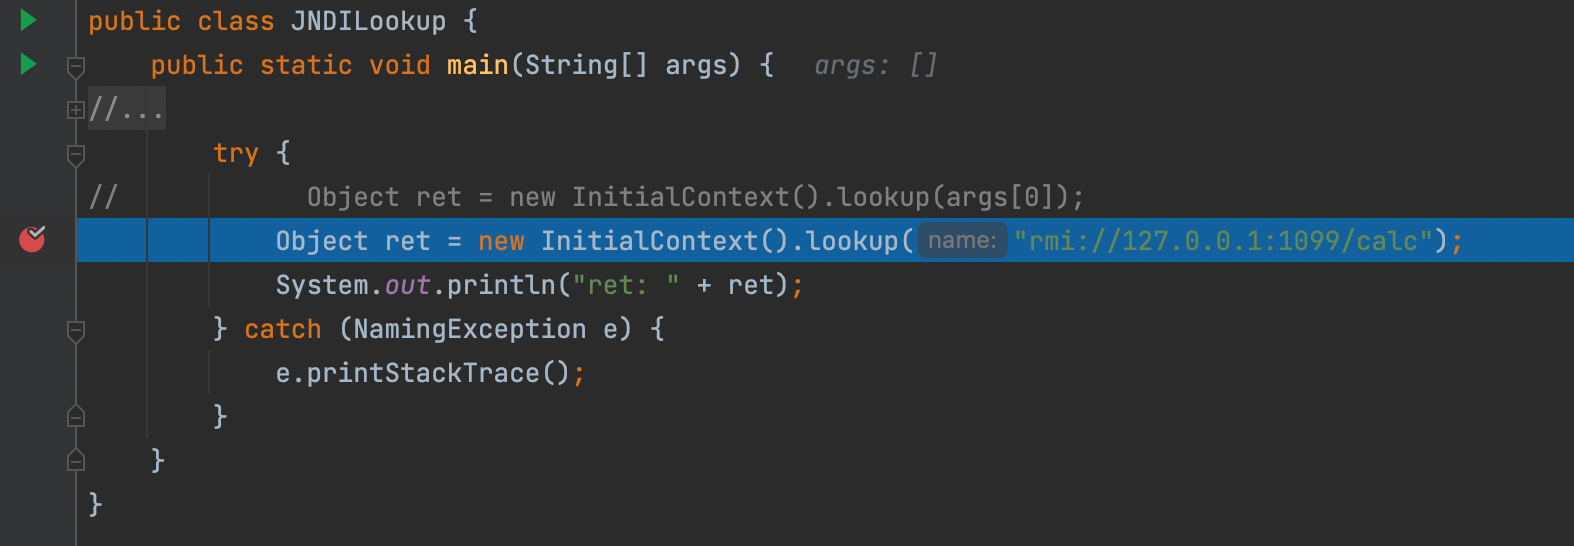 public class JNDILookup {
    public static void main(String[] args) {   args: []
//...
        try {
//            Object ret = new InitialContext().lookup(args[0]);
            Object ret = new InitialContext().lookup( name: "rmi://127.0.0.1:1099/calc");
            System.out.println("ret: " + ret);
        } catch (NamingException e) {
            e.printStackTrace();
        }
    }
}